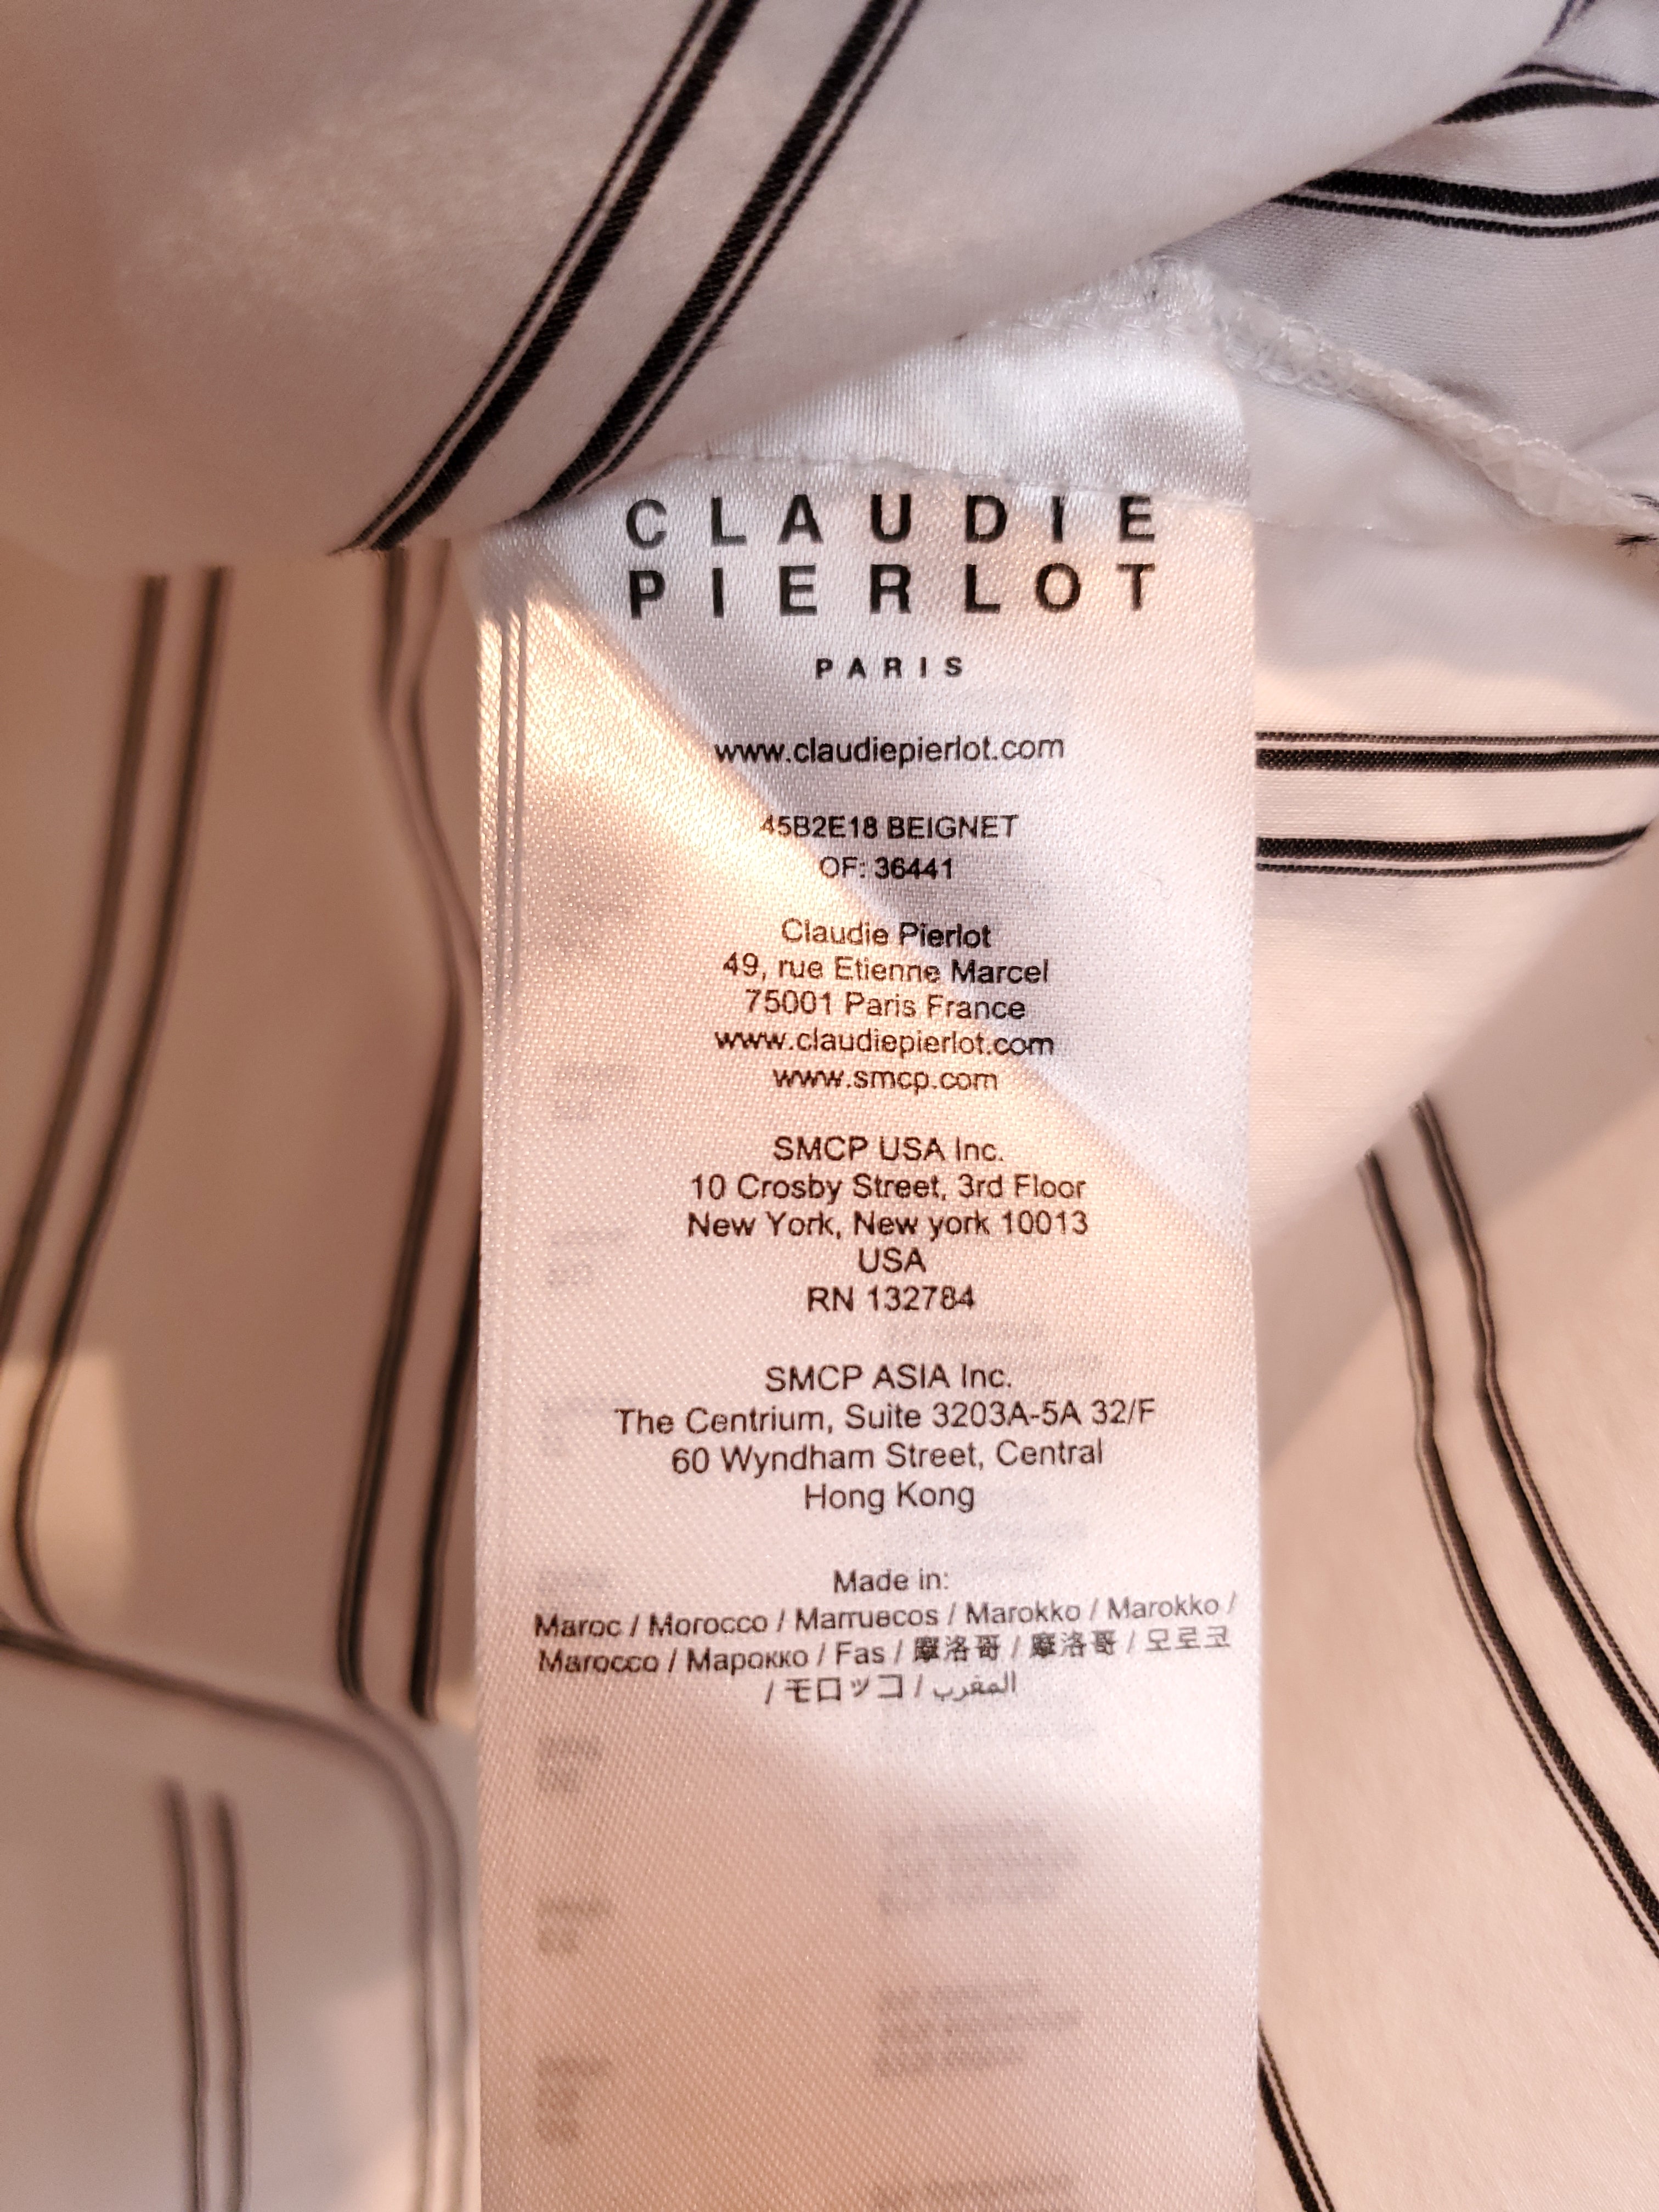 CLAUDIE
PIERLOT
PARIS
www.claudiepierlot.com
45B2E18 BEIGNET
OF: 36441
Claudie Pierlot
49, rue Etienne Marcel
75001 Paris France
www.claudiepierlot.com
www.smcp.com
SMCP USA Inc.
10 Crosby Street, 3rd Floor
New York, New york 10013
USA
RN 132784
SMCP ASIA Inc.
The Centrium, Suite 3203A-5A 32/F
60 Wyndham Street, Central
Hong Kong
Made in:
Maroc / Morocco / Marruecos / Marokko / Marokko /
Marocco / Марокко / Fas / 摩洛哥 / 摩洛哥 / 모로코
/ モロッコ / المغرب